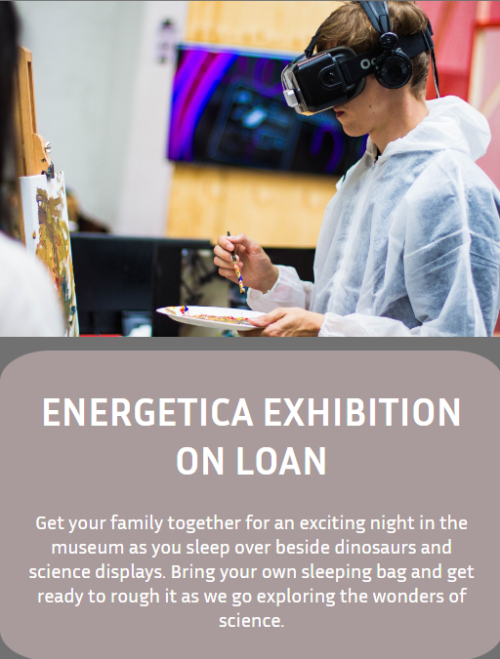 ENERGETICA EXHIBITION
ON LOAN
Get your family together for an exciting night in the
museum as you sleep over beside dinosaurs and
science displays. Bring your own sleeping bag and get
ready to rough it as we go exploring the wonders of
science.